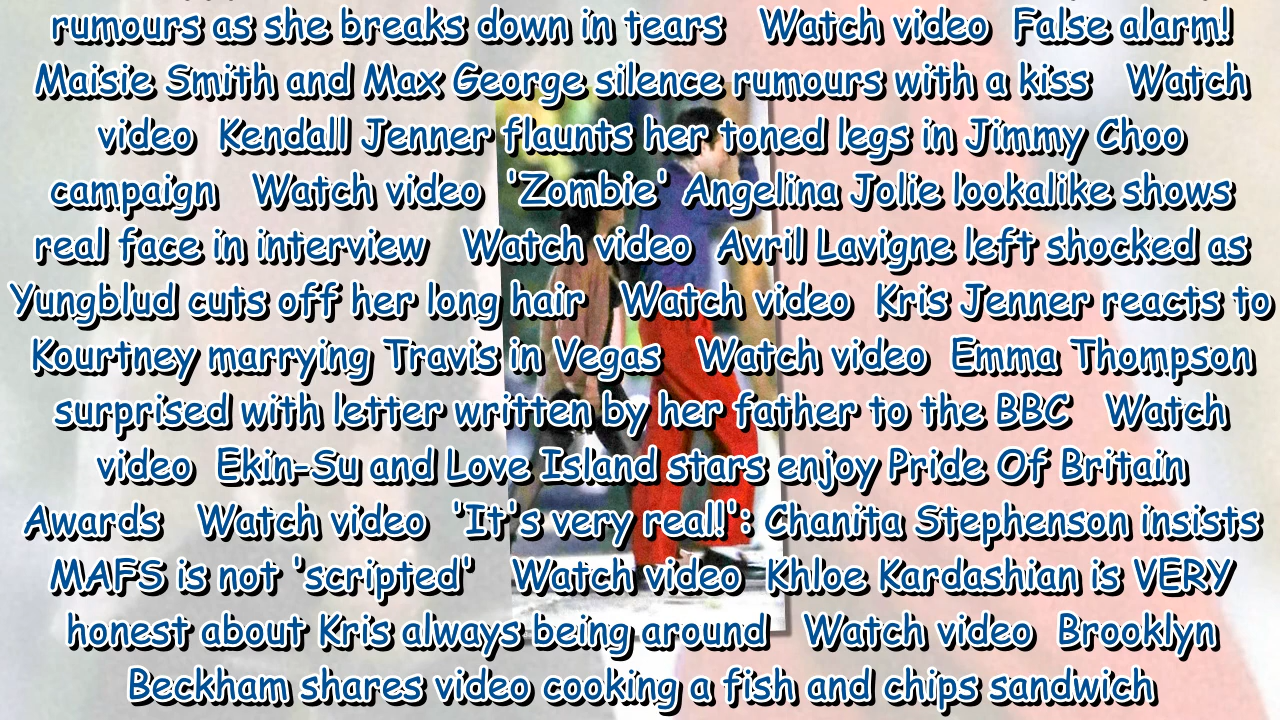 rumours as she breaks down in tears Watch video False alarm!
Maisie Smith and Max George silence rumours with a kiss Watch
video Kendall Jenner flaunts her toned legs in Jimmy Choo
campaign Watch video 'Zombie' Angelina Jolie lookalike shows
real face in interview Watch video Avril Lavigne left shocked as
Yungblud cuts off her long hair Watch video Kris Jenner reacts to
Kourtney marrying Travis in Vegas Watch video Emma Thompson
surprised with letter written by her father to the BBC Watch
video Ekin-Su and Love Island stars enjoy Pride Of Britain
Awards Watch video 'It's very real!': Chanita Stephenson insists
MAFS is not 'scripted' Watch video Khloe Kardashian is VERY
honest about Kris always being around Watch video Brooklyn
Beckham shares video cooking a fish and chips sandwich